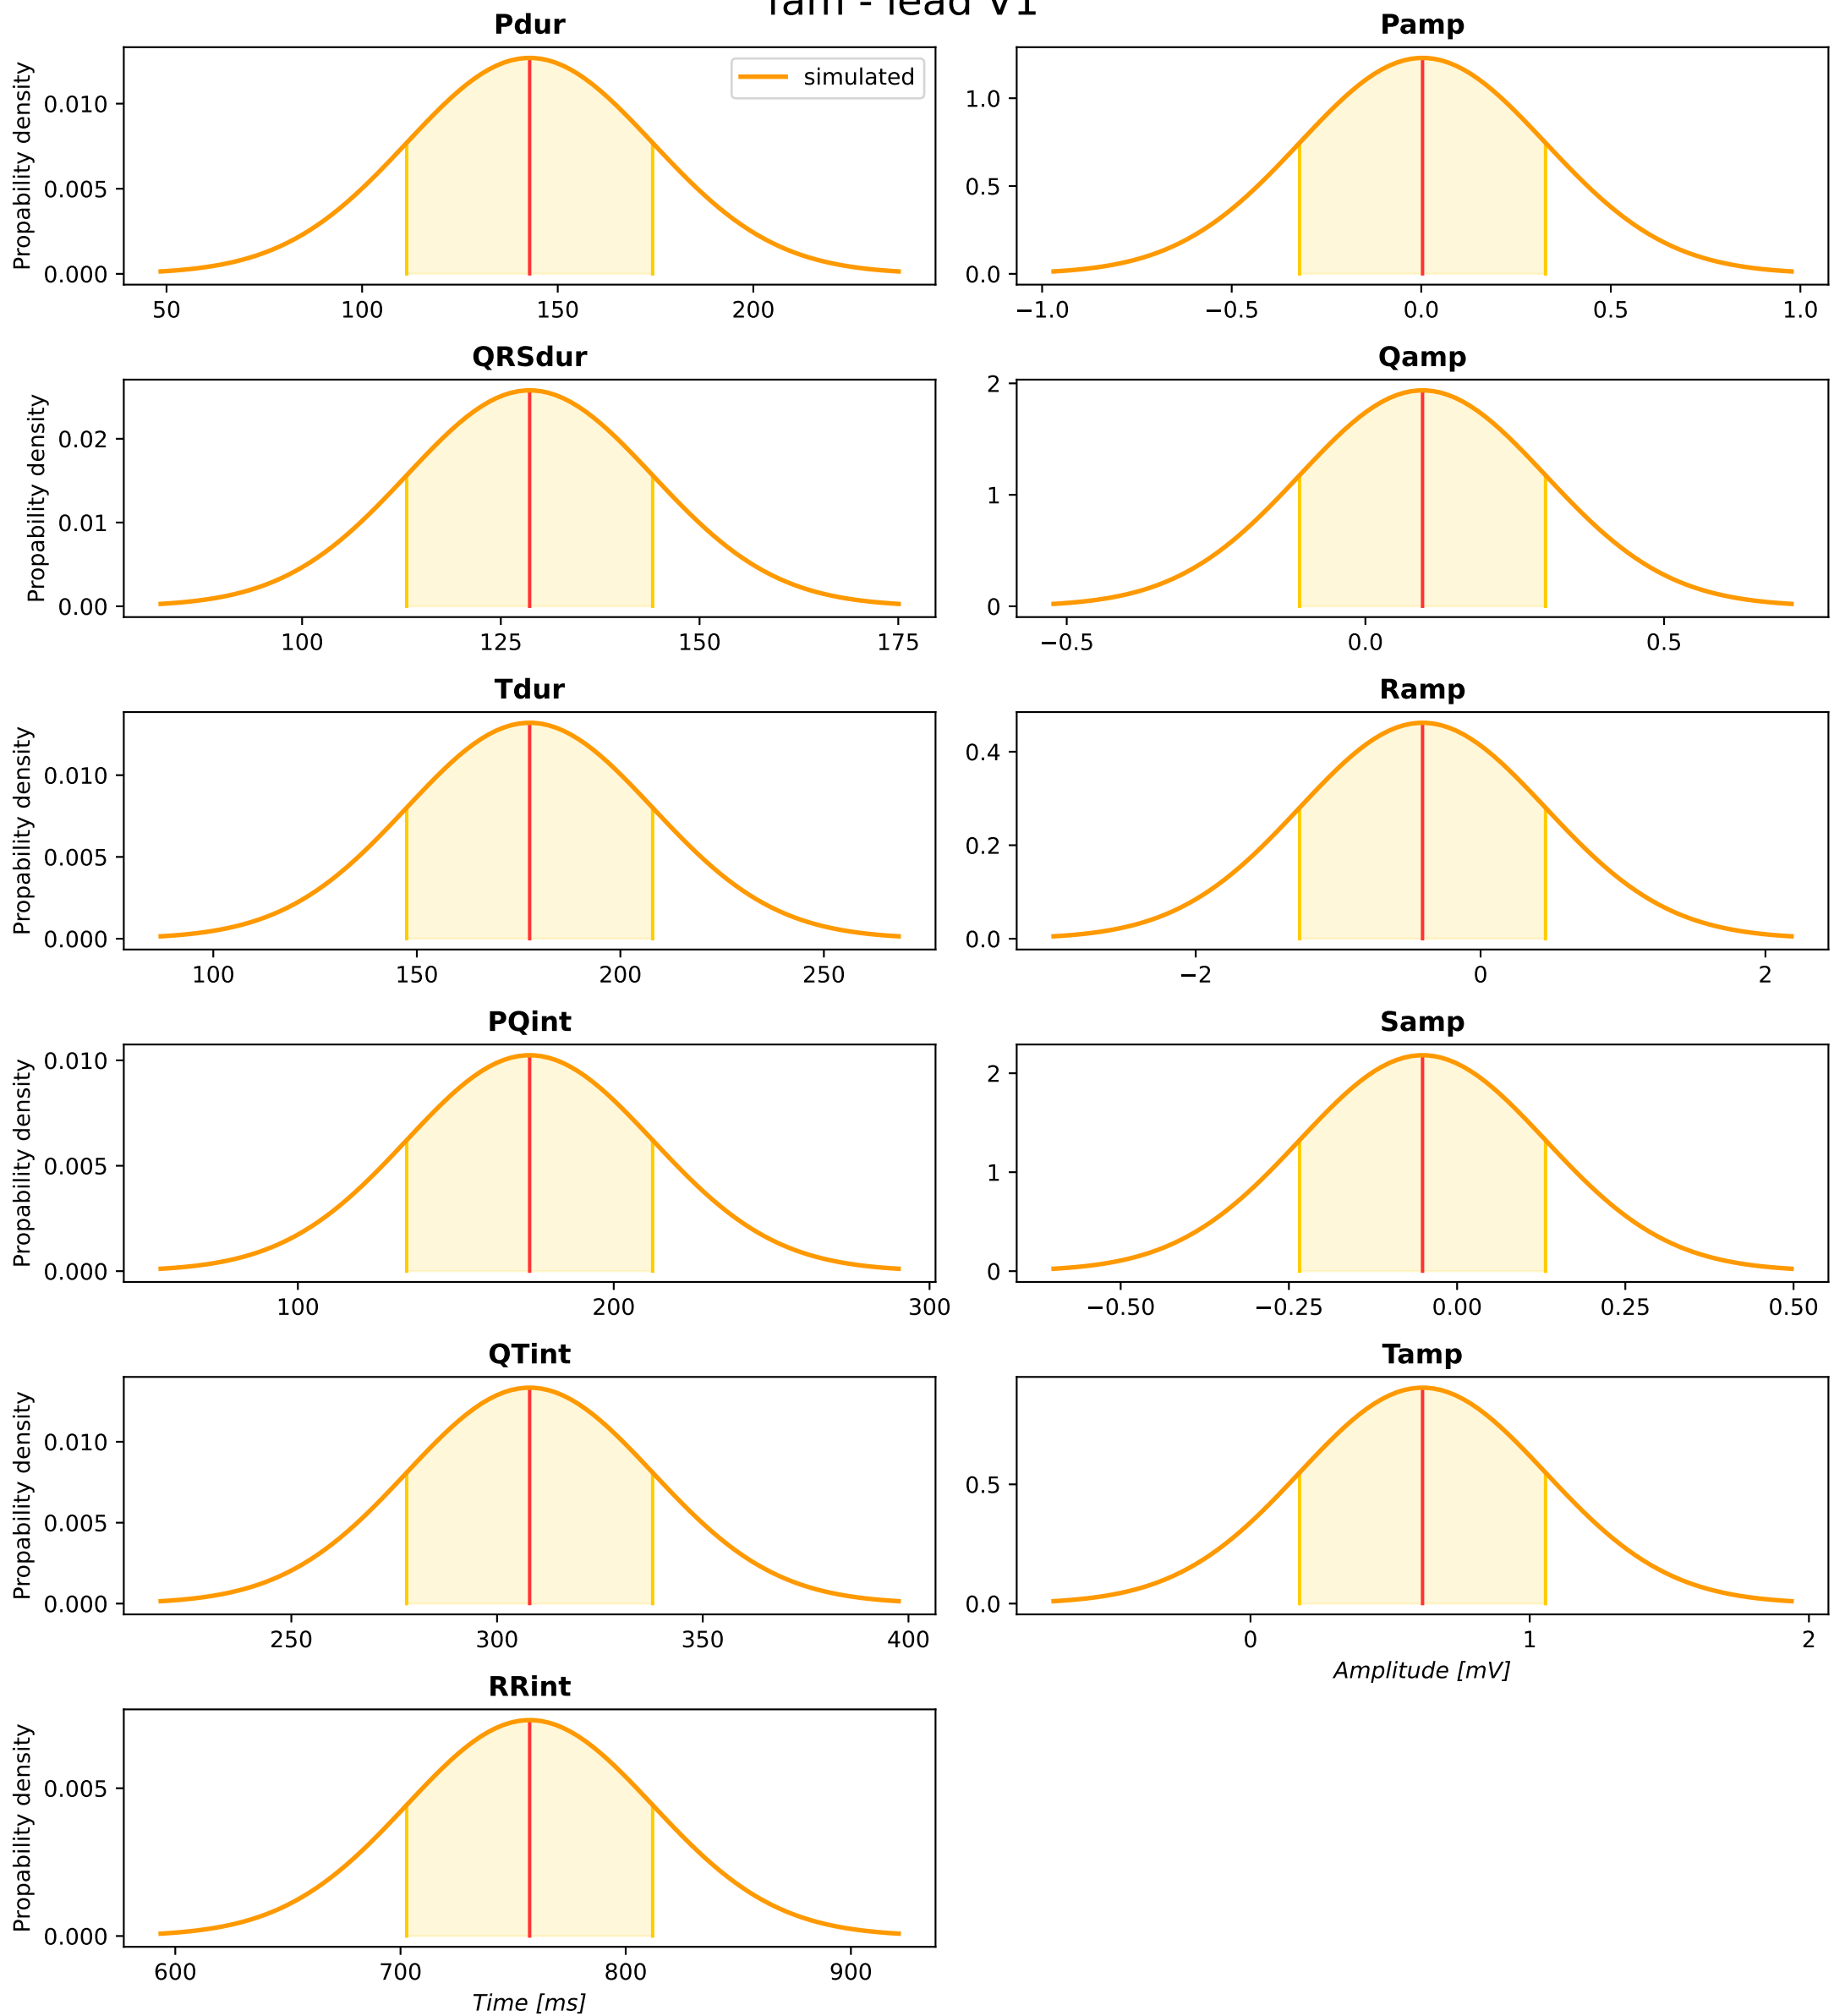 lead V1
Pdur
Propability density
0.010
0.005
0.000
simulated
50 100 150 200
Pamp
1.0
0.5
0.0
−1.0 −0.5 0.0 0.5 1.0
QRSdur
Propability density
0.02
0.01
0.00
100 125 150 175
Qamp
2
1
0
−0.5 0.0 0.5
Tdur
Propability density
0.010
0.005
0.000
100 150 200 250
Ramp
0.4
0.2
0.0
−2 0 2
PQint
Propability density
0.010
0.005
0.000
100 200 300
Samp
2
1
0
−0.50 −0.25 0.00 0.25 0.50
QTint
Propability density
0.010
0.005
0.000
250 300 350 400
Tamp
0.5
0.0
0 1 2
Amplitude [mV]
RRint
Propability density
0.005
0.000
600 700 800 900
Time [ms]